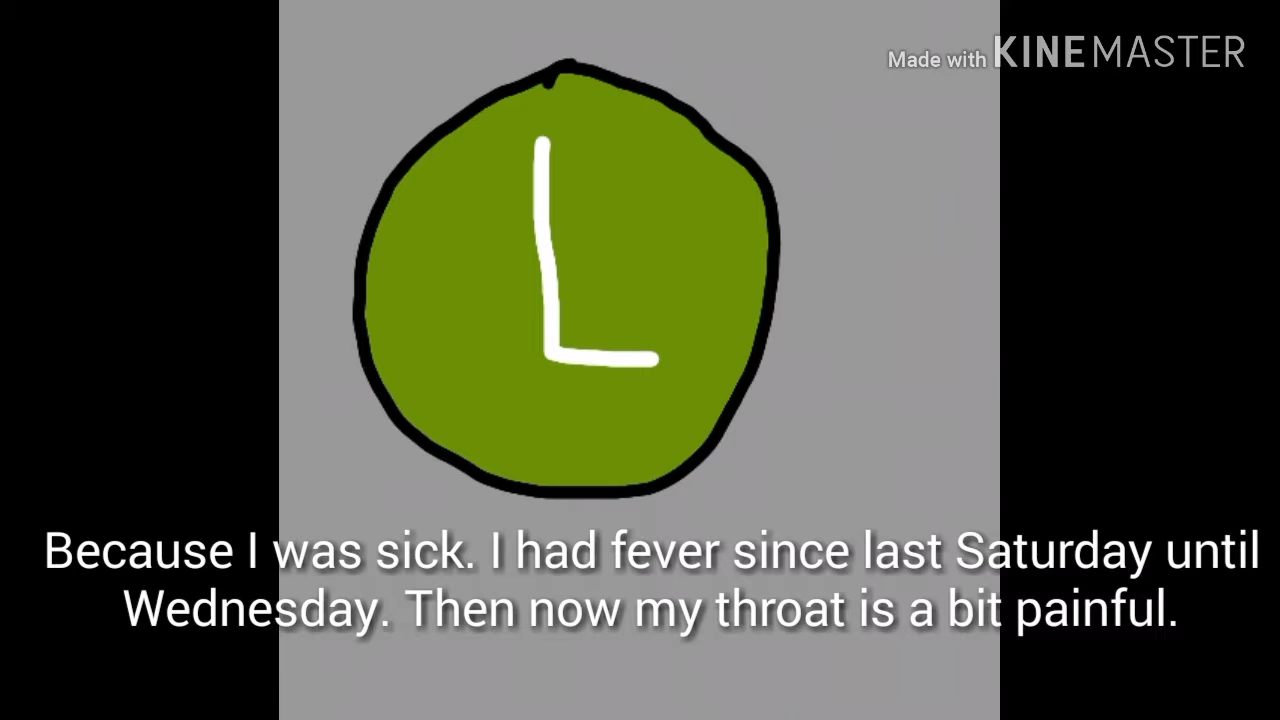 Made with KINEMASTER
L
Because I was sick. I had fever since last Saturday until
Wednesday. Then now my throat is a bit painful.